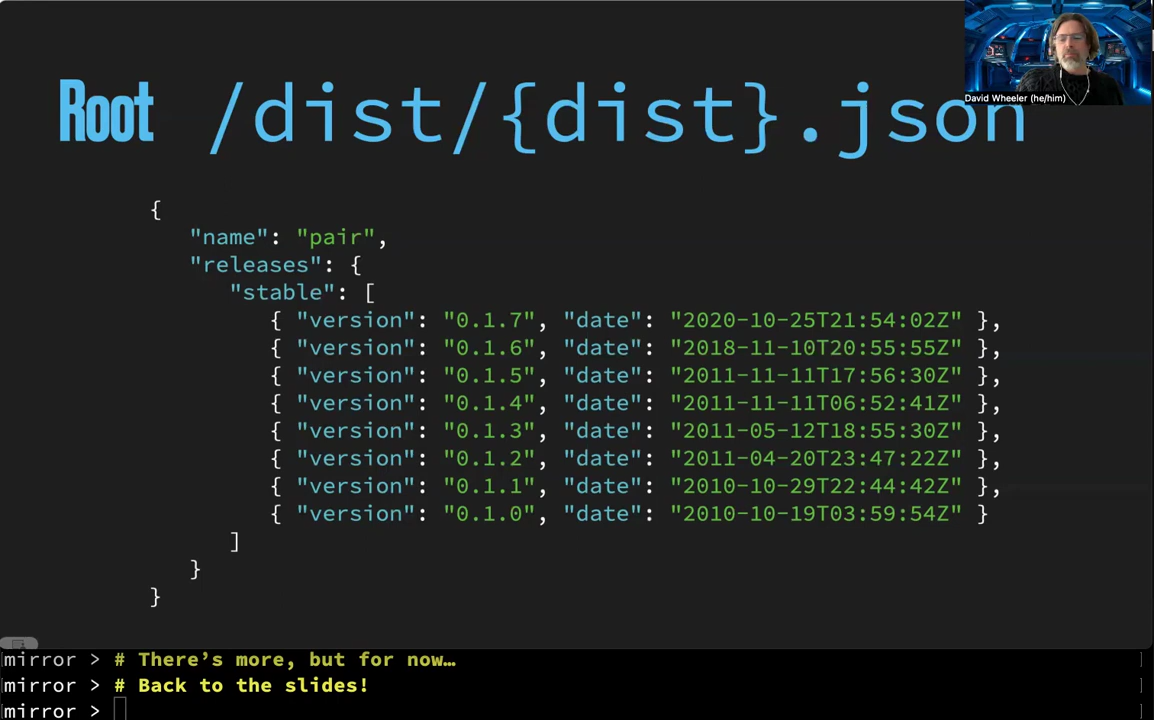 Root /dist/{dist}.json
David Wheeler (he/him)
{
"name": "pair",
"releases": {
"stable": [
{ "version": "0.1.7", "date": "2020-10-25T21:54:02Z" },
{ "version": "0.1.6", "date": "2018-11-10T20:55:55Z" },
{ "version": "0.1.5", "date": "2011-11-11T17:56:30Z" },
{ "version": "0.1.4", "date": "2011-11-11T06:52:41Z" },
{ "version": "0.1.3", "date": "2011-05-12T18:55:30Z" },
{ "version": "0.1.2", "date": "2011-04-20T23:47:22Z" },
{ "version": "0.1.1", "date": "2010-10-29T22:44:42Z" },
{ "version": "0.1.0", "date": "2010-10-19T03:59:54Z" }
]
}
}
mirror > # There’s more, but for now…
mirror > # Back to the slides!
mirror >